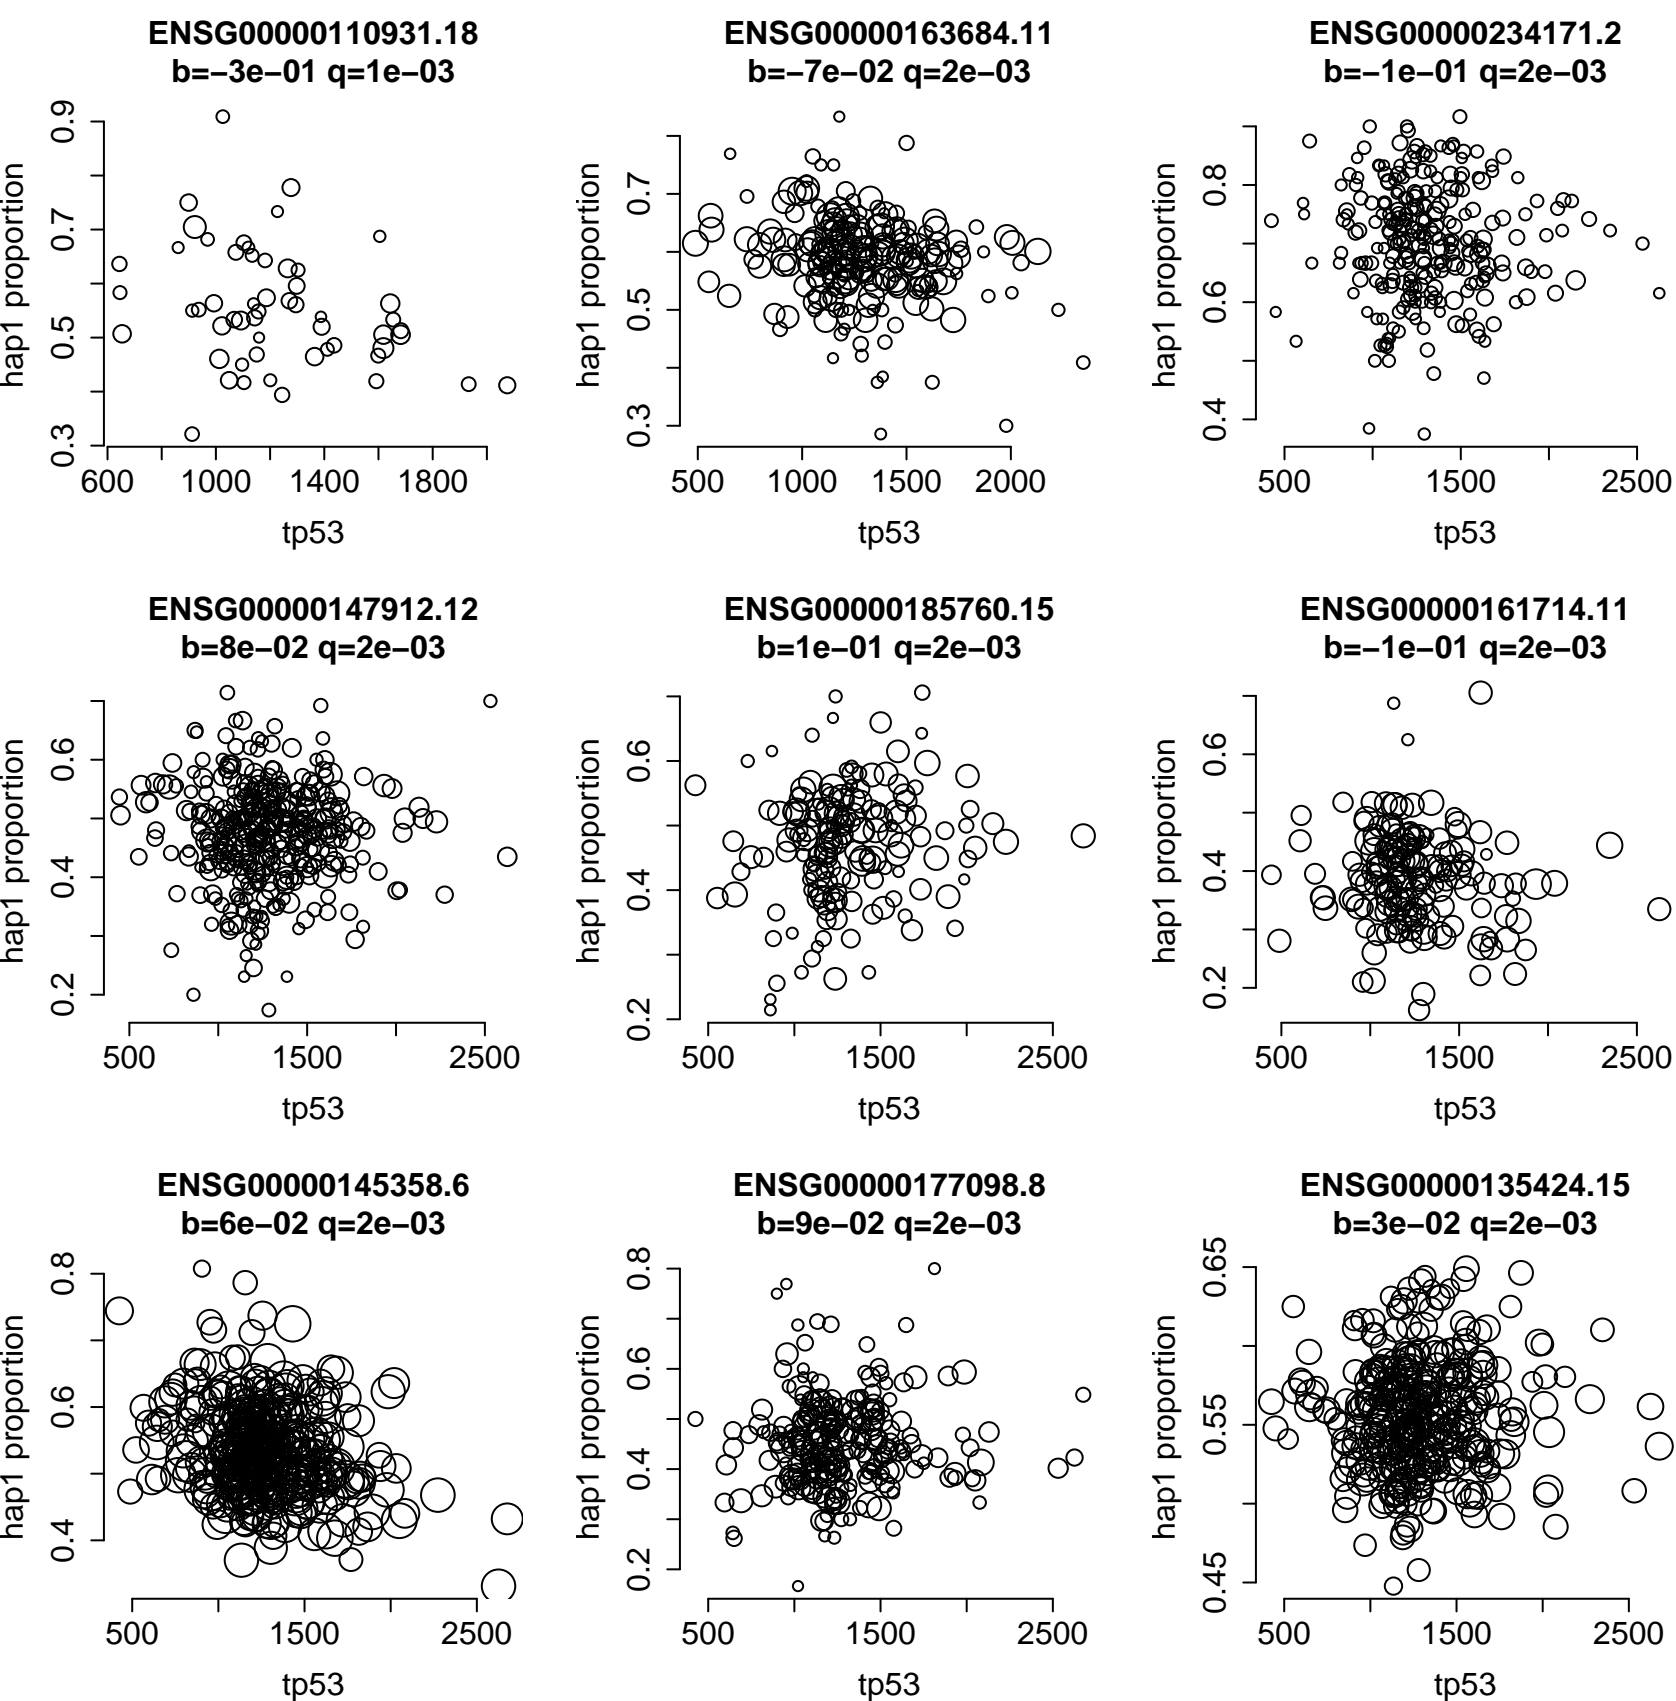 ENSG00000110931.18
b=−3e−01 q=1e−03
hap1 proportion
0.3 0.5 0.7 0.9
600 1000 1400 1800
tp53
ENSG00000163684.11
b=−7e−02 q=2e−03
hap1 proportion
0.3 0.5 0.7
500 1000 1500 2000
tp53
ENSG00000234171.2
b=−1e−01 q=2e−03
hap1 proportion
0.4 0.6 0.8
500 1500 2500
tp53
ENSG00000147912.12
b=8e−02 q=2e−03
hap1 proportion
0.2 0.4 0.6
500 1500 2500
tp53
ENSG00000185760.15
b=1e−01 q=2e−03
hap1 proportion
0.2 0.4 0.6
500 1500 2500
tp53
ENSG00000161714.11
b=−1e−01 q=2e−03
hap1 proportion
0.2 0.4 0.6
500 1500 2500
tp53
ENSG00000145358.6
b=6e−02 q=2e−03
hap1 proportion
0.4 0.6 0.8
500 1500 2500
tp53
ENSG00000177098.8
b=9e−02 q=2e−03
hap1 proportion
0.2 0.4 0.6 0.8
500 1500 2500
tp53
ENSG00000135424.15
b=3e−02 q=2e−03
hap1 proportion
0.45 0.55 0.65
500 1500 2500
tp53